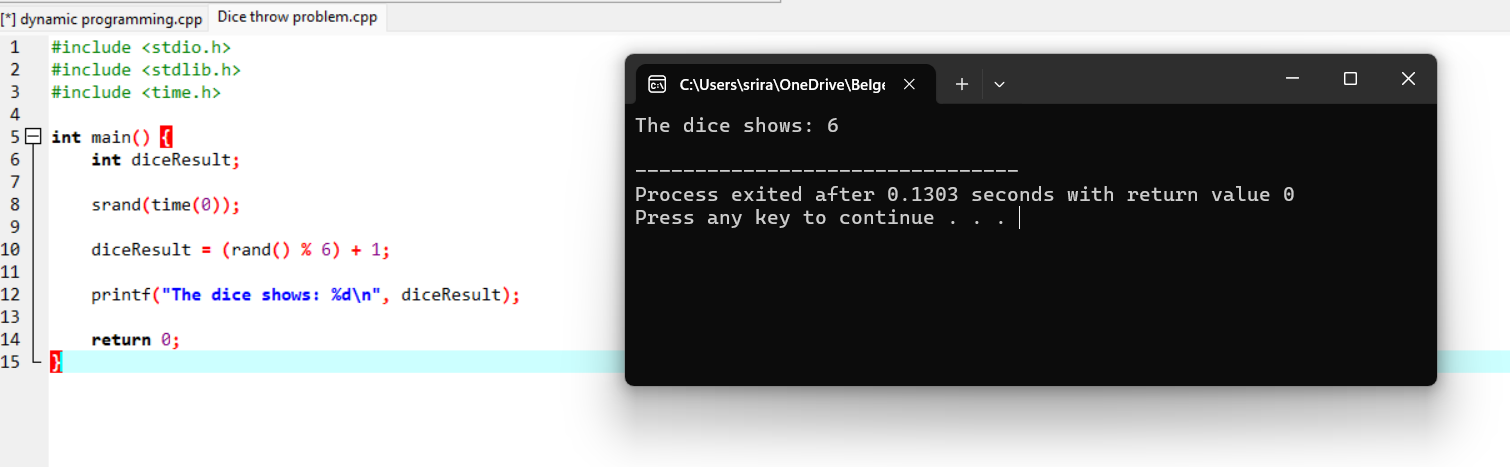 [*] dynamic programming.cpp Dice throw problem.cpp
1 #include <stdio.h>
2 #include <stdlib.h>
3 #include <time.h>
4
5 int main() {
6 int diceResult;
7
8 srand(time(0));
9
10 diceResult = (rand() % 6) + 1;
11
12 printf("The dice shows: %d\n", diceResult);
13
14 return 0;
15 }
C:\Users\srira\OneDrive\Belge
The dice shows: 6
--------------------------------
Process exited after 0.1303 seconds with return value 0
Press any key to continue . . .